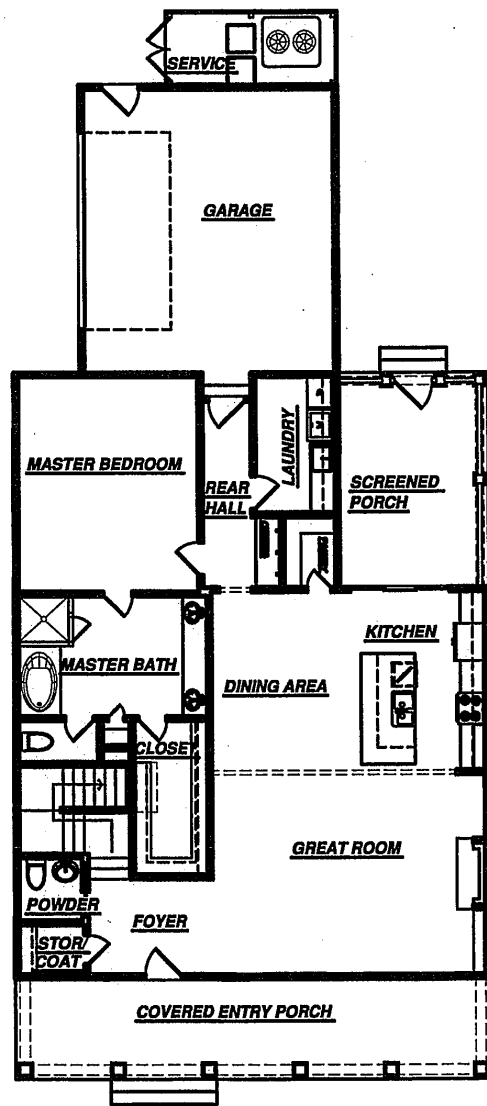 SERVICE
GARAGE
MASTER BEDROOM
REAR
HALL
LAUNDRY
SCREENED
PORCH
KITCHEN
MASTER BATH
DINING AREA
CLOSET
GREAT ROOM
POWDER
FOYER
STOR/
COAT
COVERED ENTRY PORCH